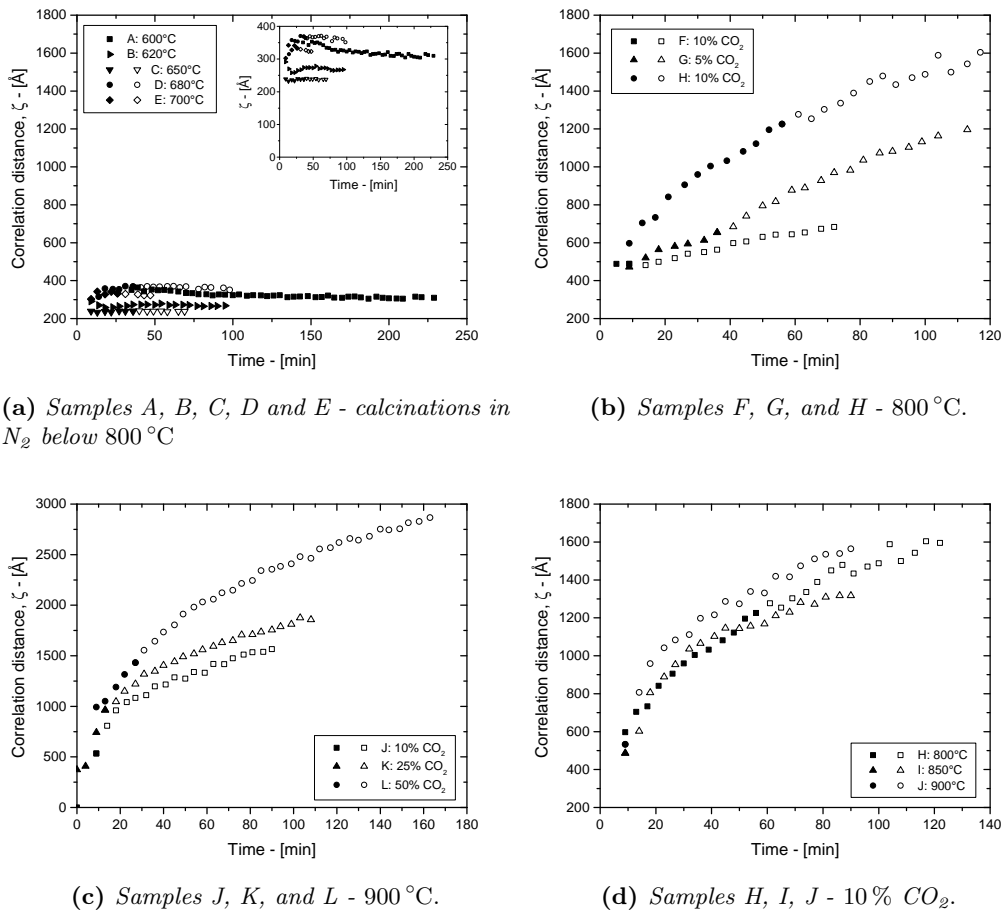 1800
1600
1400
1200
1000
800
600
400
200
0 50 100 150 200 250
Correlation distance, ζ - [Å]
Time - [min]
A: 600°C
B: 620°C
C: 650°C
D: 680°C
E: 700°C
400
300
200
100
0
0 50 100 150 200 250
ζ - [Å]
Time - [min]
(a) Samples A, B, C, D and E - calcinations in
N₂ below 800 °C
1800
1600
1400
1200
1000
800
600
400
200
0 20 40 60 80 100 120
Correlation distance, ζ - [Å]
Time - [min]
F: 10% CO₂
G: 5% CO₂
H: 10% CO₂
(b) Samples F, G, and H - 800 °C.
3000
2500
2000
1500
1000
500
0
0 20 40 60 80 100 120 140 160 180
Correlation distance, ζ - [Å]
Time - [min]
J: 10% CO₂
K: 25% CO₂
L: 50% CO₂
(c) Samples J, K, and L - 900 °C.
1800
1600
1400
1200
1000
800
600
400
200
0 20 40 60 80 100 120 140
Correlation distance, ζ - [Å]
Time - [min]
H: 800°C
I: 850°C
J: 900°C
(d) Samples H, I, J - 10 % CO₂.